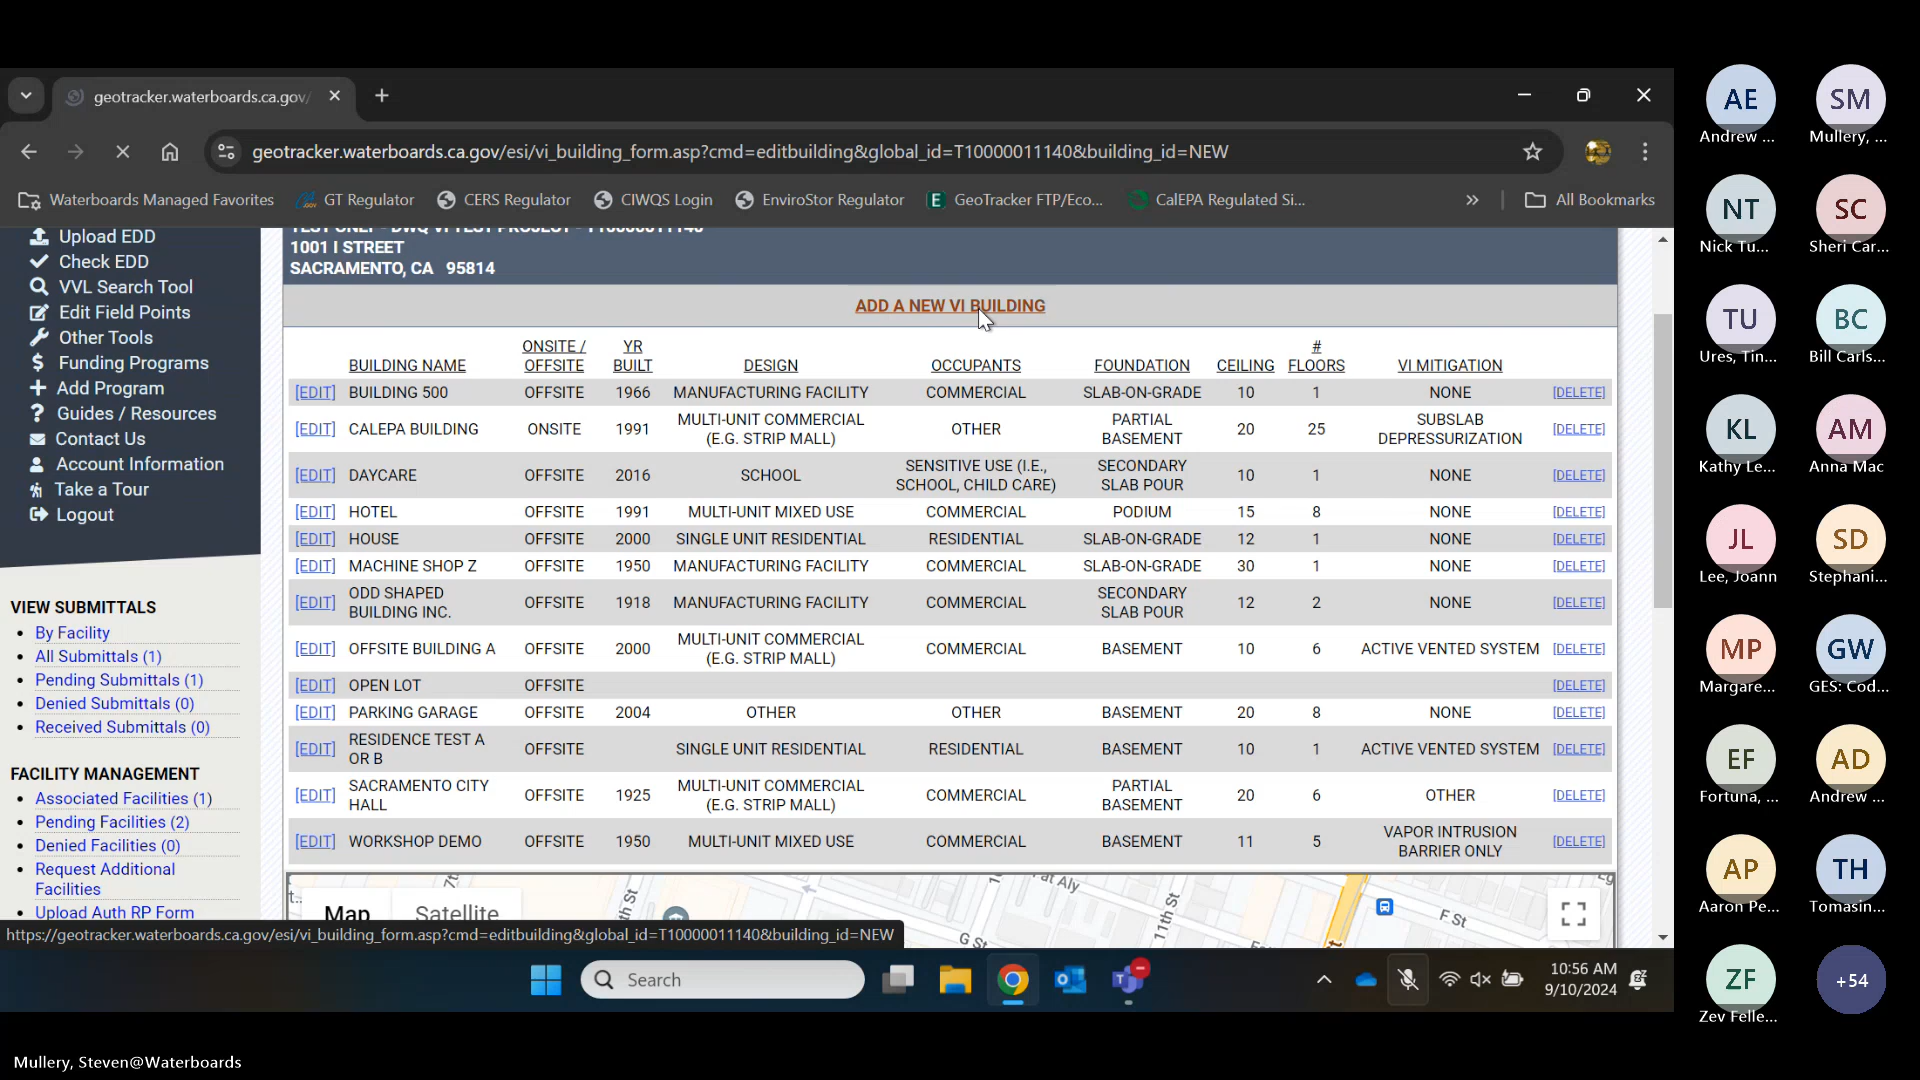 geotracker.waterboards.ca.gov/
geotracker.waterboards.ca.gov/esi/vi_building_form.asp?cmd=editbuilding&global_id=T10000011140&building_id=NEW
Waterboards Managed Favorites GT Regulator CERS Regulator CIWQS Login EnviroStor Regulator E GeoTracker FTP/Eco... CalEPA Regulated Si... » All Bookmarks
Upload EDD
Check EDD
VVL Search Tool
Edit Field Points
Other Tools
$ Funding Programs
Add Program
? Guides / Resources
Contact Us
Account Information
Take a Tour
Logout
VIEW SUBMITTALS
By Facility
All Submittals (1)
Pending Submittals (1)
Denied Submittals (0)
Received Submittals (0)
FACILITY MANAGEMENT
Associated Facilities (1)
Pending Facilities (2)
Denied Facilities (0)
Request Additional
Facilities
Upload Auth RP Form
TEST ONLY - DWQ VI TEST PROJECT - T10000011140
1001 I STREET
SACRAMENTO, CA 95814
ADD A NEW VI BUILDING
BUILDING NAME ONSITE / OFFSITE YR BUILT DESIGN OCCUPANTS FOUNDATION CEILING # FLOORS VI MITIGATION
[EDIT] BUILDING 500 OFFSITE 1966 MANUFACTURING FACILITY COMMERCIAL SLAB-ON-GRADE 10 1 NONE [DELETE]
[EDIT] CALEPA BUILDING ONSITE 1991 MULTI-UNIT COMMERCIAL (E.G. STRIP MALL) OTHER PARTIAL BASEMENT 20 25 SUBSLAB DEPRESSURIZATION [DELETE]
[EDIT] DAYCARE OFFSITE 2016 SCHOOL SENSITIVE USE (I.E., SCHOOL, CHILD CARE) SECONDARY SLAB POUR 10 1 NONE [DELETE]
[EDIT] HOTEL OFFSITE 1991 MULTI-UNIT MIXED USE COMMERCIAL PODIUM 15 8 NONE [DELETE]
[EDIT] HOUSE OFFSITE 2000 SINGLE UNIT RESIDENTIAL RESIDENTIAL SLAB-ON-GRADE 12 1 NONE [DELETE]
[EDIT] MACHINE SHOP Z OFFSITE 1950 MANUFACTURING FACILITY COMMERCIAL SLAB-ON-GRADE 30 1 NONE [DELETE]
[EDIT] ODD SHAPED BUILDING INC. OFFSITE 1918 MANUFACTURING FACILITY COMMERCIAL SECONDARY SLAB POUR 12 2 NONE [DELETE]
[EDIT] OFFSITE BUILDING A OFFSITE 2000 MULTI-UNIT COMMERCIAL (E.G. STRIP MALL) COMMERCIAL BASEMENT 10 6 ACTIVE VENTED SYSTEM [DELETE]
[EDIT] OPEN LOT OFFSITE [DELETE]
[EDIT] PARKING GARAGE OFFSITE 2004 OTHER OTHER BASEMENT 20 8 NONE [DELETE]
[EDIT] RESIDENCE TEST A OR B OFFSITE SINGLE UNIT RESIDENTIAL RESIDENTIAL BASEMENT 10 1 ACTIVE VENTED SYSTEM [DELETE]
[EDIT] SACRAMENTO CITY HALL OFFSITE 1925 MULTI-UNIT COMMERCIAL (E.G. STRIP MALL) COMMERCIAL PARTIAL BASEMENT 20 6 OTHER [DELETE]
[EDIT] WORKSHOP DEMO OFFSITE 1950 MULTI-UNIT MIXED USE COMMERCIAL BASEMENT 11 5 VAPOR INTRUSION BARRIER ONLY [DELETE]
Map Satellite
G St
11th St
F St
https://geotracker.waterboards.ca.gov/esi/vi_building_form.asp?cmd=editbuilding&global_id=T10000011140&building_id=NEW
Search
10:56 AM
9/10/2024
Mullery, Steven@Waterboards
AE SM
Andrew ... Mullery, ...
NT SC
Nick Tu... Sheri Car...
TU BC
Ures, Tin... Bill Carls...
KL AM
Kathy Le... Anna Mac
JL SD
Lee, Joann Stephani...
MP GW
Margare... GES: Cod...
EF AD
Fortuna, ... Andrew ...
AP TH
Aaron Pe... Tomasin...
ZF +54
Zev Felle...